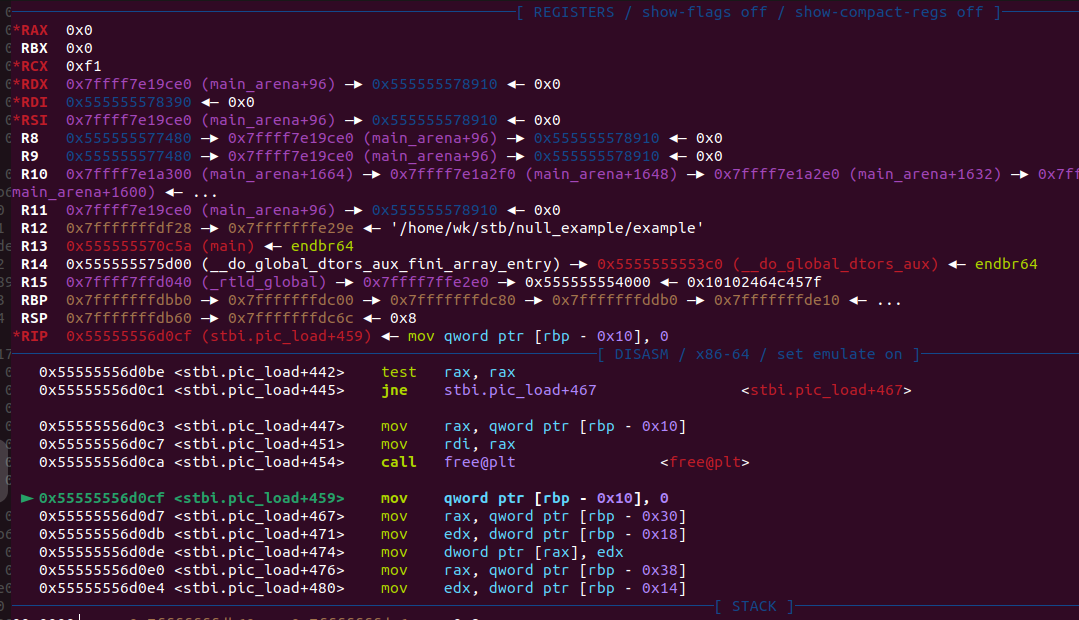 [ REGISTERS / show-flags off / show-compact-regs off ]
*RAX 0x0
RBX 0x0
*RCX 0xf1
*RDX 0x7ffff7e19ce0 (main_arena+96) —▸ 0x555555578910 ◂— 0x0
*RDI 0x555555578390 ◂— 0x0
*RSI 0x7ffff7e19ce0 (main_arena+96) —▸ 0x555555578910 ◂— 0x0
R8 0x555555577480 —▸ 0x7ffff7e19ce0 (main_arena+96) —▸ 0x555555578910 ◂— 0x0
R9 0x555555577480 —▸ 0x7ffff7e19ce0 (main_arena+96) —▸ 0x555555578910 ◂— 0x0
R10 0x7ffff7e1a300 (main_arena+1664) —▸ 0x7ffff7e1a2f0 (main_arena+1648) —▸ 0x7ffff7e1a2e0 (main_arena+1632) —▸ 0x7ff
main_arena+1600) ◂— ...
R11 0x7ffff7e19ce0 (main_arena+96) —▸ 0x555555578910 ◂— 0x0
R12 0x7fffffffdf28 —▸ 0x7fffffffe29e ◂— '/home/wk/stb/null_example/example'
R13 0x555555570c5a (main) ◂— endbr64
R14 0x555555575d00 (__do_global_dtors_aux_fini_array_entry) —▸ 0x5555555553c0 (__do_global_dtors_aux) ◂— endbr64
R15 0x7ffff7ffd040 (_rtld_global) —▸ 0x7ffff7ffe2e0 —▸ 0x555555554000 ◂— 0x10102464c457f
RBP 0x7fffffffdbb0 —▸ 0x7fffffffdc00 —▸ 0x7fffffffdc80 —▸ 0x7fffffffddb0 —▸ 0x7fffffffde10 ◂— ...
RSP 0x7fffffffdb60 —▸ 0x7fffffffdc6c ◂— 0x8
*RIP 0x55555556d0cf (stbi.pic_load+459) ◂— mov qword ptr [rbp - 0x10], 0
[ DISASM / x86-64 / set emulate on ]
0x55555556d0be <stbi.pic_load+442> test rax, rax
0x55555556d0c1 <stbi.pic_load+445> jne stbi.pic_load+467 <stbi.pic_load+467>
0x55555556d0c3 <stbi.pic_load+447> mov rax, qword ptr [rbp - 0x10]
0x55555556d0c7 <stbi.pic_load+451> mov rdi, rax
0x55555556d0ca <stbi.pic_load+454> call free@plt <free@plt>
► 0x55555556d0cf <stbi.pic_load+459> mov qword ptr [rbp - 0x10], 0
0x55555556d0d7 <stbi.pic_load+467> mov rax, qword ptr [rbp - 0x30]
0x55555556d0db <stbi.pic_load+471> mov edx, dword ptr [rbp - 0x18]
0x55555556d0de <stbi.pic_load+474> mov dword ptr [rax], edx
0x55555556d0e0 <stbi.pic_load+476> mov rax, qword ptr [rbp - 0x38]
0x55555556d0e4 <stbi.pic_load+480> mov edx, dword ptr [rbp - 0x14]
[ STACK ]